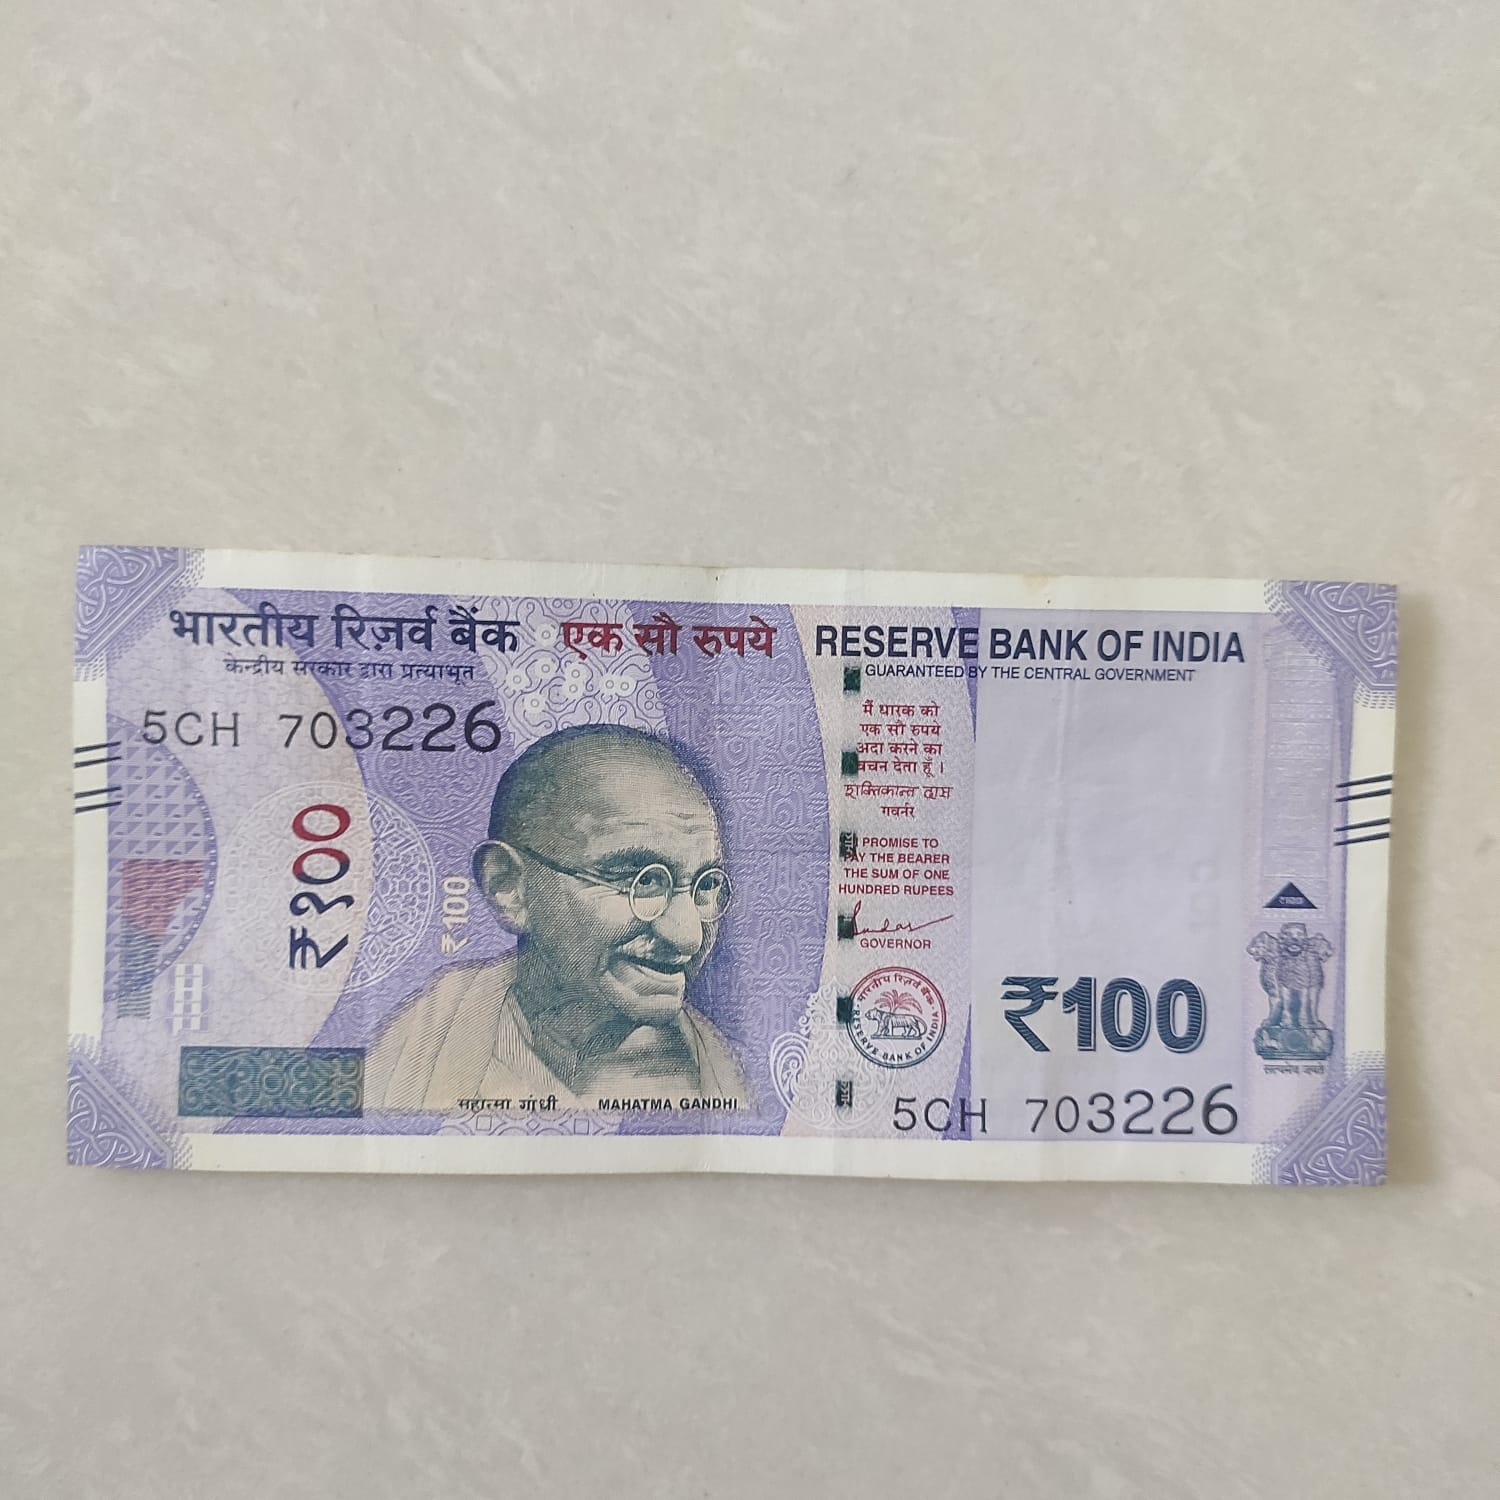 भारतीय रिज़र्व बैंक
केन्द्रीय सरकार द्वारा प्रत्याभूत
एक सौ रुपये
RESERVE BANK OF INDIA
GUARANTEED BY THE CENTRAL GOVERNMENT
5CH 703226
₹१००
₹100
मैं धारक को
एक सौ रुपये
अदा करने का
वचन देता हूँ ।
शक्तिकान्त दास
गवर्नर
PROMISE TO
PAY THE BEARER
THE SUM OF ONE
HUNDRED RUPEES
GOVERNOR
भारतीय रिज़र्व बैंक
RESERVE BANK OF INDIA
भारत
₹100
सत्यमेव जयते
महात्मा गांधी
MAHATMA GANDHI
5CH 703226